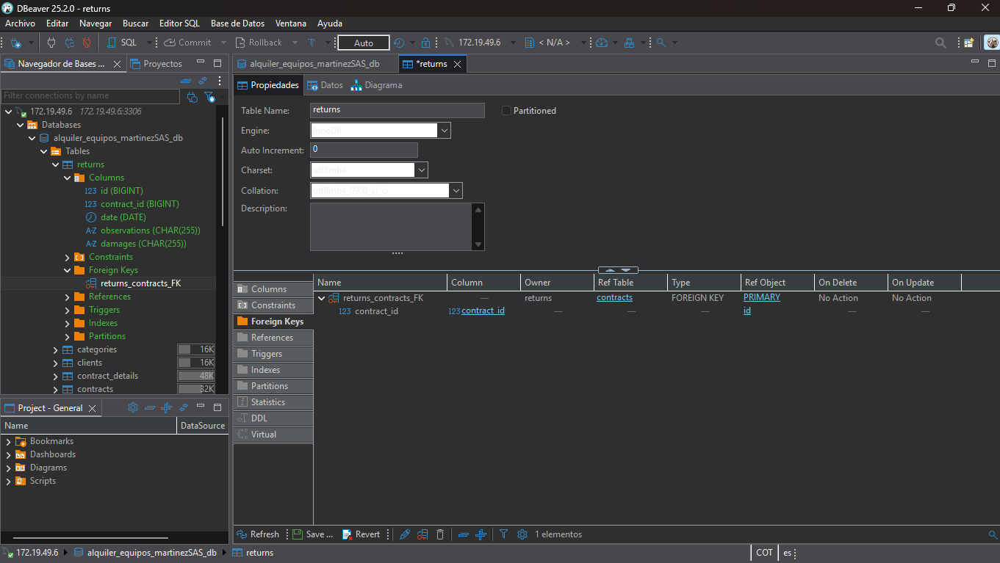 DBeaver 25.2.0 - returns
Archivo Editar Navegar Buscar Editor SQL Base de Datos Ventana Ayuda
SQL Commit Rollback T Auto 172.19.49.6 < N/A >
Navegador de Bases ... Proyectos
Filter connections by name
172.19.49.6 172.19.49.6:3306
Databases
alquiler_equipos_martinezSAS_db
Tables
returns
Columns
123 id (BIGINT)
123 contract_id (BIGINT)
date (DATE)
A-Z observations (CHAR(255))
A-Z damages (CHAR(255))
Constraints
Foreign Keys
returns_contracts_FK
References
Triggers
Indexes
Partitions
categories 16K
clients 16K
contract_details 48K
contracts 32K
Project - General
Name DataSource
Bookmarks
Dashboards
Diagrams
Scripts
alquiler_equipos_martinezSAS_db *returns
Propiedades Datos Diagrama
Table Name: returns Partitioned
Engine: InnoDB
Auto Increment: 0
Charset: utf8mb4
Collation: utf8mb4_0900_ai_ci
Description:
Columns
Constraints
Foreign Keys
References
Triggers
Indexes
Partitions
Statistics
DDL
Virtual
Name Column Owner Ref Table Type Ref Object On Delete On Update
returns_contracts_FK — returns contracts FOREIGN KEY PRIMARY No Action No Action
123 contract_id 123 contract_id — — — id — —
Refresh Save ... Revert 1 elementos
172.19.49.6 alquiler_equipos_martinezSAS_db returns COT es